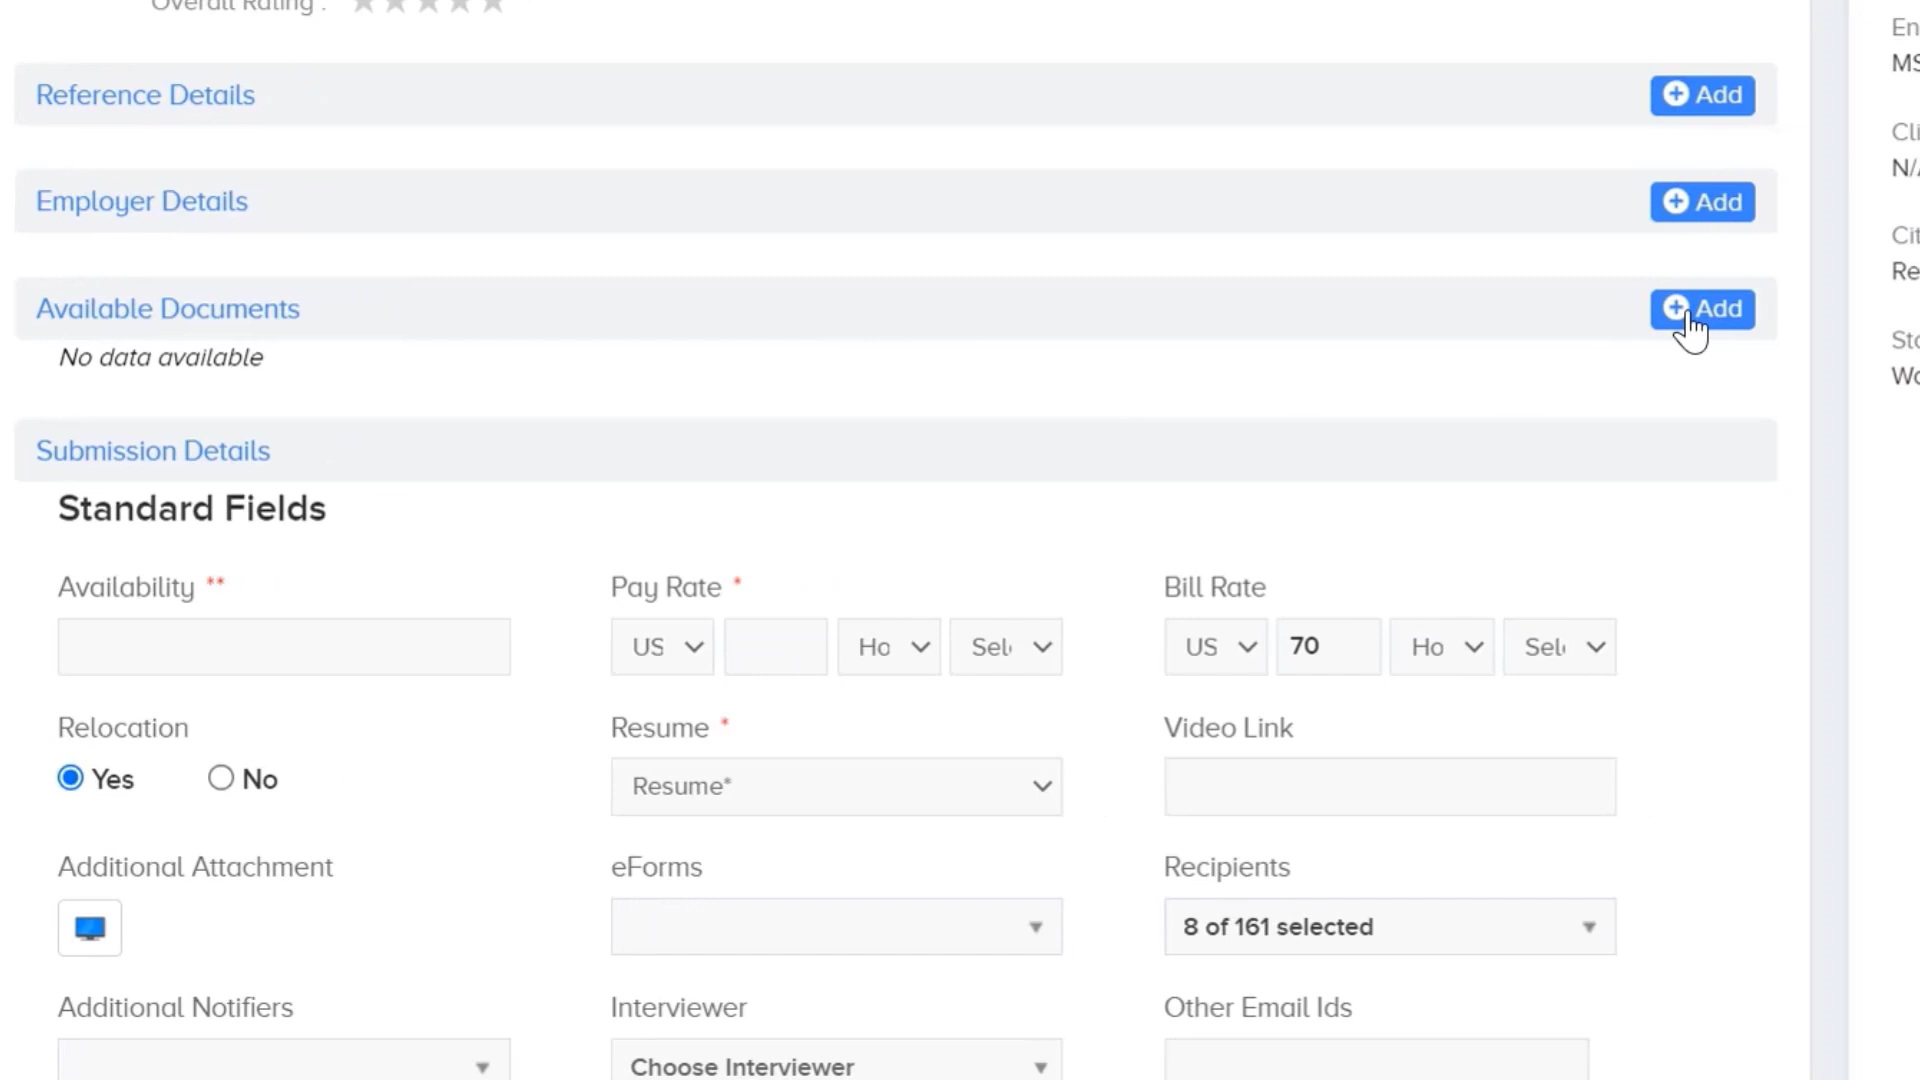 Overall Rating :
Reference Details
Add
Employer Details
Add
Available Documents
Add
No data available
Submission Details
Standard Fields
Availability **
Pay Rate *
Bill Rate
US
Ho
Sel
US
70
Ho
Sel
Relocation
Resume *
Video Link
Yes
No
Resume*
Additional Attachment
eForms
Recipients
8 of 161 selected
Additional Notifiers
Interviewer
Other Email Ids
Choose Interviewer
En
MS
Cli
N/
Cit
Re